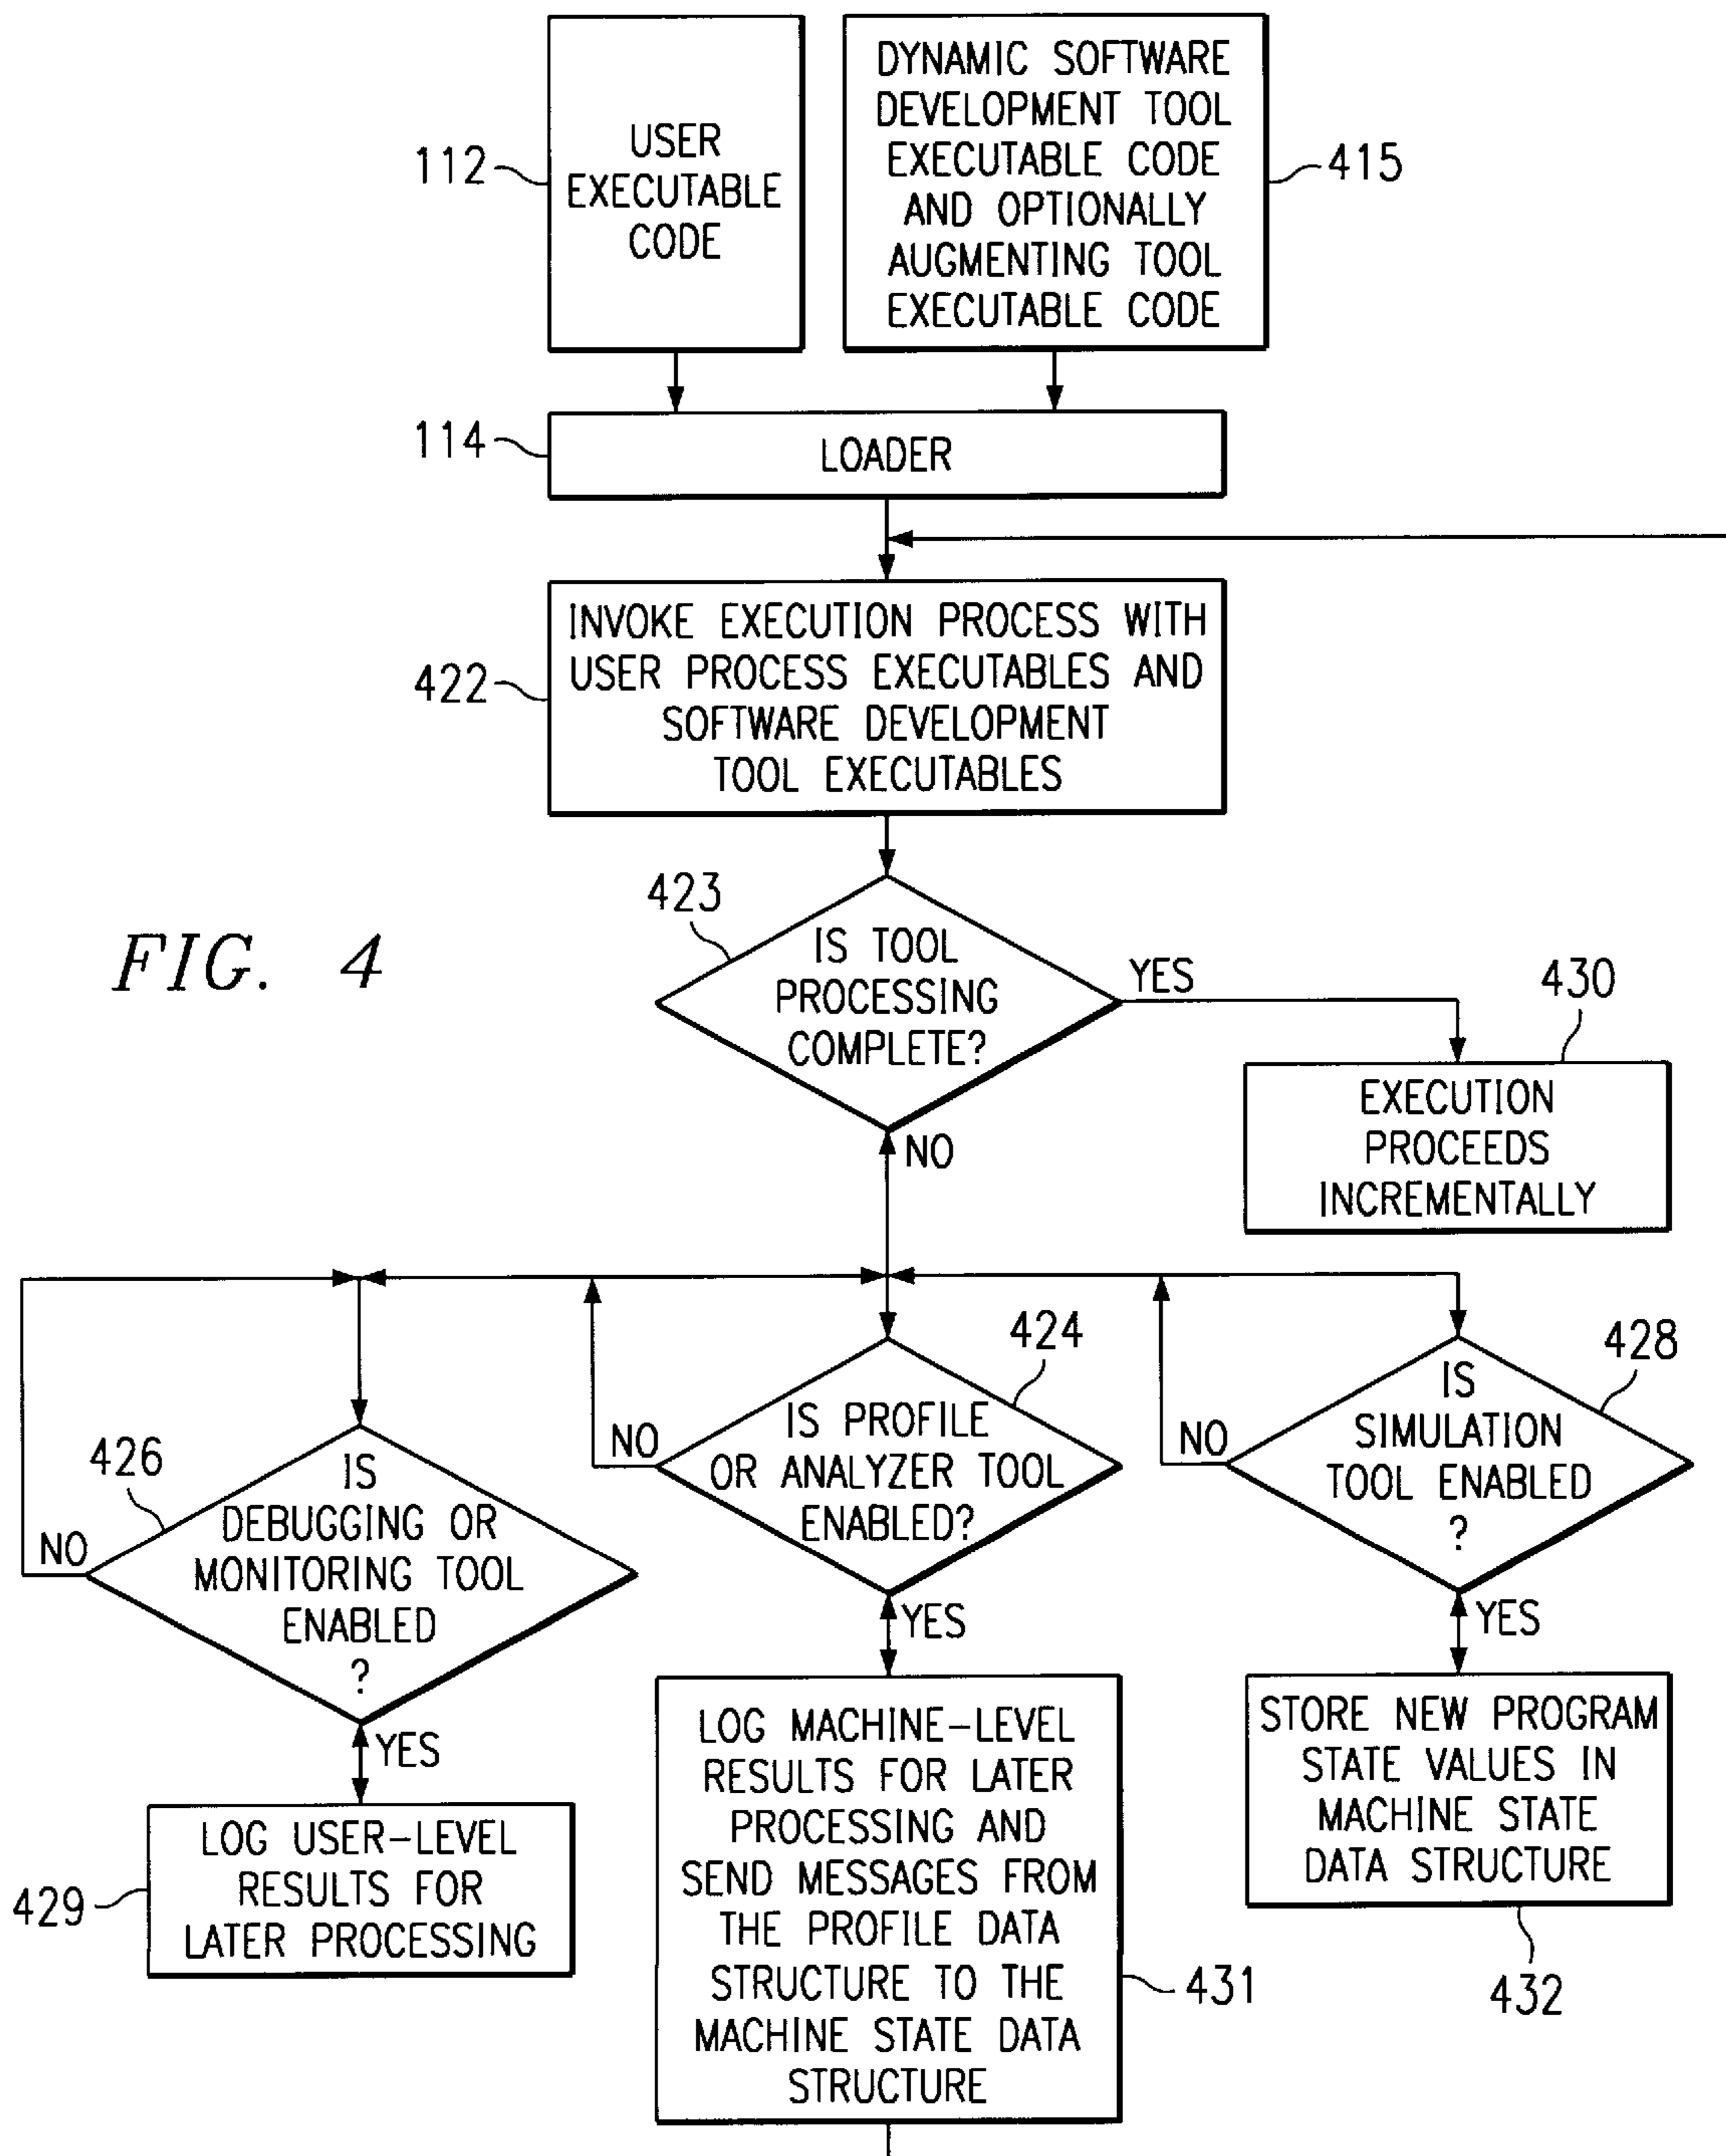 112
USER
EXECUTABLE
CODE
DYNAMIC SOFTWARE
DEVELOPMENT TOOL
EXECUTABLE CODE
AND OPTIONALLY
AUGMENTING TOOL
EXECUTABLE CODE
415
114
LOADER
422
INVOKE EXECUTION PROCESS WITH
USER PROCESS EXECUTABLES AND
SOFTWARE DEVELOPMENT
TOOL EXECUTABLES
FIG. 4
423
IS TOOL
PROCESSING
COMPLETE?
YES
NO
430
EXECUTION
PROCEEDS
INCREMENTALLY
426
IS
DEBUGGING OR
MONITORING TOOL
ENABLED
?
NO
YES
424
IS PROFILE
OR ANALYZER TOOL
ENABLED?
NO
YES
428
IS
SIMULATION
TOOL ENABLED
?
NO
YES
429
LOG USER-LEVEL
RESULTS FOR
LATER PROCESSING
LOG MACHINE-LEVEL
RESULTS FOR LATER
PROCESSING AND
SEND MESSAGES FROM
THE PROFILE DATA
STRUCTURE TO THE
MACHINE STATE DATA
STRUCTURE
431
STORE NEW PROGRAM
STATE VALUES IN
MACHINE STATE
DATA STRUCTURE
432